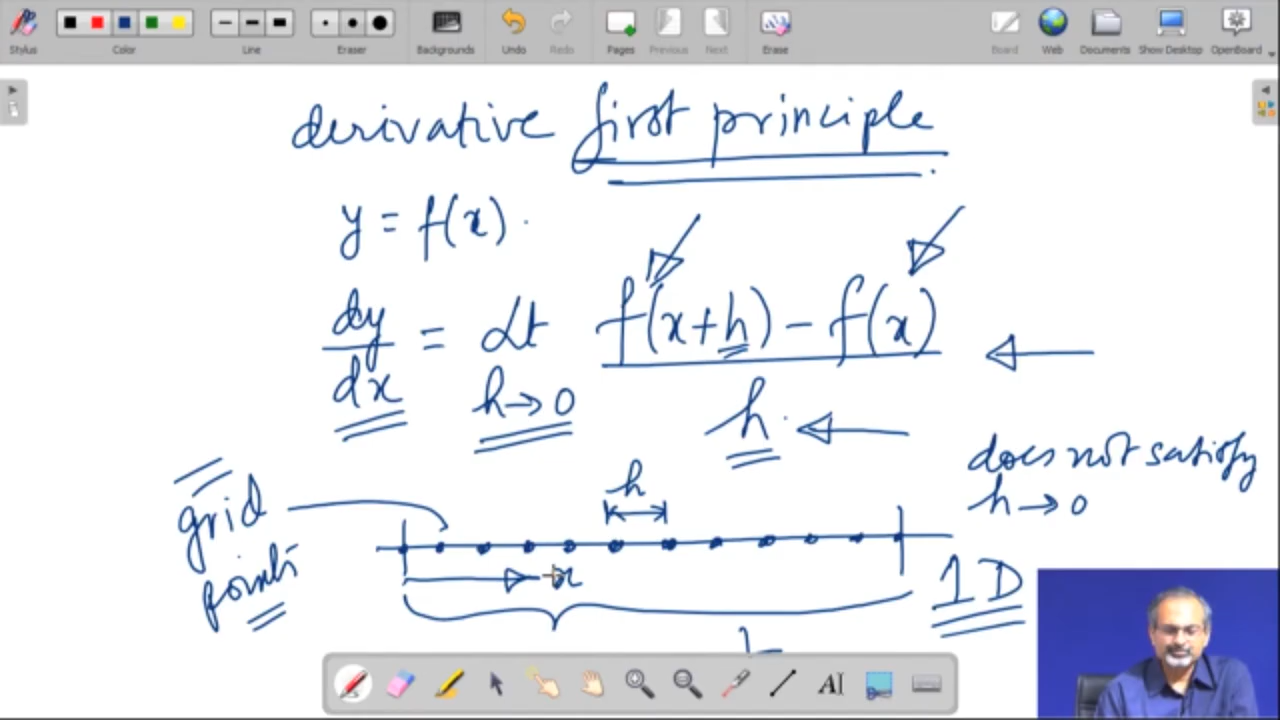 Stylus Color Line Eraser Backgrounds Undo Redo Pages Previous Next Erase Board Web Documents Show Desktop OpenBoard
derivative first principle
y = f(x).
dy/dx = Lt h→0 (f(x+h) - f(x))/h
does not satisfy
h→0
h
grid
points
x
1D
L
AI